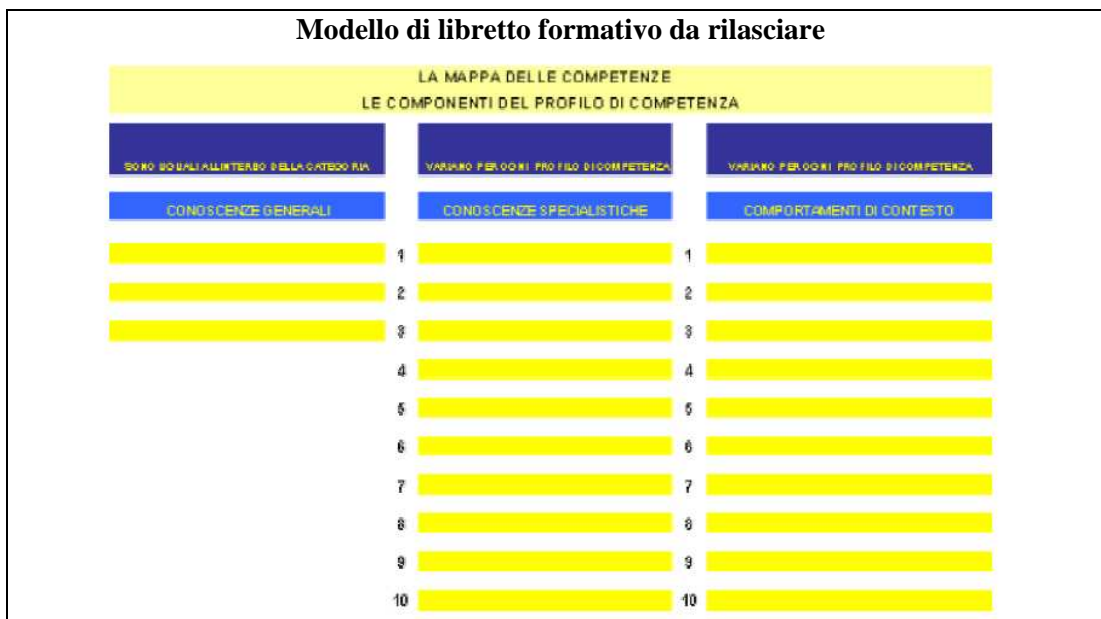 Modello di libretto formativo da rilasciare
LA MAPPA DELLE COMPETENZE
LE COMPONENTI DEL PROFILO DI COMPETENZA
SONO UGUALI ALL'INTERBO DELLA CATEGORIA
VARIANO PER OGNI PROFILO DI COMPETENZA
VARIANO PER OGNI PROFILO DI COMPETENZA
CONOSCENZE GENERALI
CONOSCENZE SPECIALISTICHE
COMPORTAMENTI DI CONTESTO
1 1
2 2
3 3
4 4
5 5
6 6
7 7
8 8
9 9
10 10